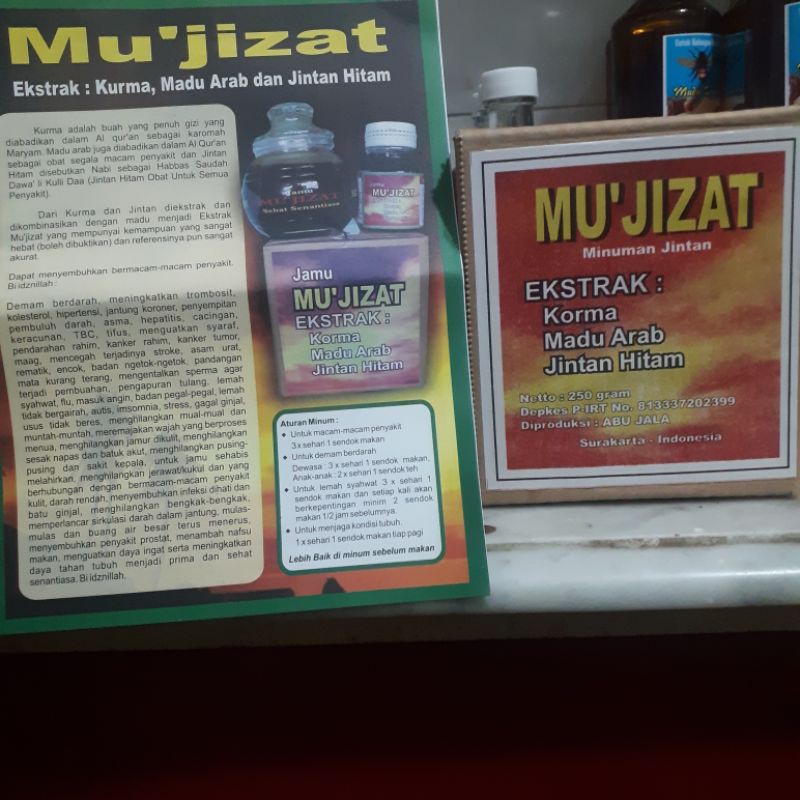 Mu'jizat
Ekstrak : Kurma, Madu Arab dan Jintan Hitam
Kurma adalah buah yang penuh gizi yang
diabadikan dalam Al qur'an sebagai karomah
Maryam. Madu arab juga diabadikan dalam Al Qur'an
sebagai obat segala macam penyakit dan Jintan
Hitam disebutkan Nabi sebagai Habbas Saudah
Dawa' li Kulli Daa (Jintan Hitam Obat Untuk Semua
Penyakit).
Dari Kurma dan Jintan diekstrak dan
dikombinasikan dengan madu menjadi Ekstrak
Mu'jizat yang mempunyai kemampuan yang sangat
hebat (boleh dibuktikan) dan referensinya pun sangat
akurat.
Dapat menyembuhkan bermacam-macam penyakit.
Bi idznillah :
Demam berdarah, meningkatkan trombosit,
kolesterol, hipertensi, jantung koroner, penyempitan
pembuluh darah, asma, hepatitis, cacingan,
keracunan, TBC, tifus, menguatkan syaraf,
pendarahan rahim, kanker rahim, kanker tumor,
maag, mencegah terjadinya stroke, asam urat,
rematik, encok, badan ngetok-ngetok, pandangan
mata kurang terang, mengentalkan sperma agar
terjadi pembuahan, pengapuran tulang, lemah
syahwat, flu, masuk angin, badan pegal-pegal, lemah
tidak bergairah, autis, imsomnia, stress, gagal ginjal,
usus tidak beres, menghilangkan mual-mual dan
muntah-muntah, meremajakan wajah yang berproses
menua, menghilangkan jamur dikulit, menghilangkan
sesak napas dan batuk akut, menghilangkan pusing-
pusing dan sakit kepala, untuk jamu sehabis
melahirkan, menghilangkan jerawat/kukul dan yang
berhubungan dengan bermacam-macam penyakit
kulit, darah rendah, menyembuhkan infeksi dihati dan
batu ginjal, menghilangkan bengkak-bengkak,
memperlancar sirkulasi darah dalam jantung, mulas-
mulas dan buang air besar terus menerus,
menyembuhkan penyakit prostat, menambah nafsu
makan, menguatkan daya ingat serta meningkatkan
daya tahan tubuh menjadi prima dan sehat
senantiasa. Bi idznillah.
Jamu
MU'JIZAT
Sehat Senantiasa
MU'JIZAT
Jamu
MU'JIZAT
EKSTRAK :
Korma
Madu Arab
Jintan Hitam
Aturan Minum :
◆ Untuk macam-macam penyakit
3 x sehari 1 sendok makan
◆ Untuk demam berdarah
Dewasa : 3 x sehari 1 sendok makan,
Anak-anak : 2 x sehari 1 sendok teh
◆ Untuk lemah syahwat 3 x sehari 1
sendok makan dan setiap kali akan
berkepentingan minim 2 sendok
makan 1/2 jam sebelumnya.
◆ Untuk menjaga kondisi tubuh.
1 x sehari 1 sendok makan tiap pagi
Lebih Baik di minum sebelum makan
MU'JIZAT
Minuman Jintan
EKSTRAK :
Korma
Madu Arab
Jintan Hitam
Netto : 250 gram
Depkes P-IRT No. 813337202399
Diproduksi : ABU JALA
Surakarta - Indonesia